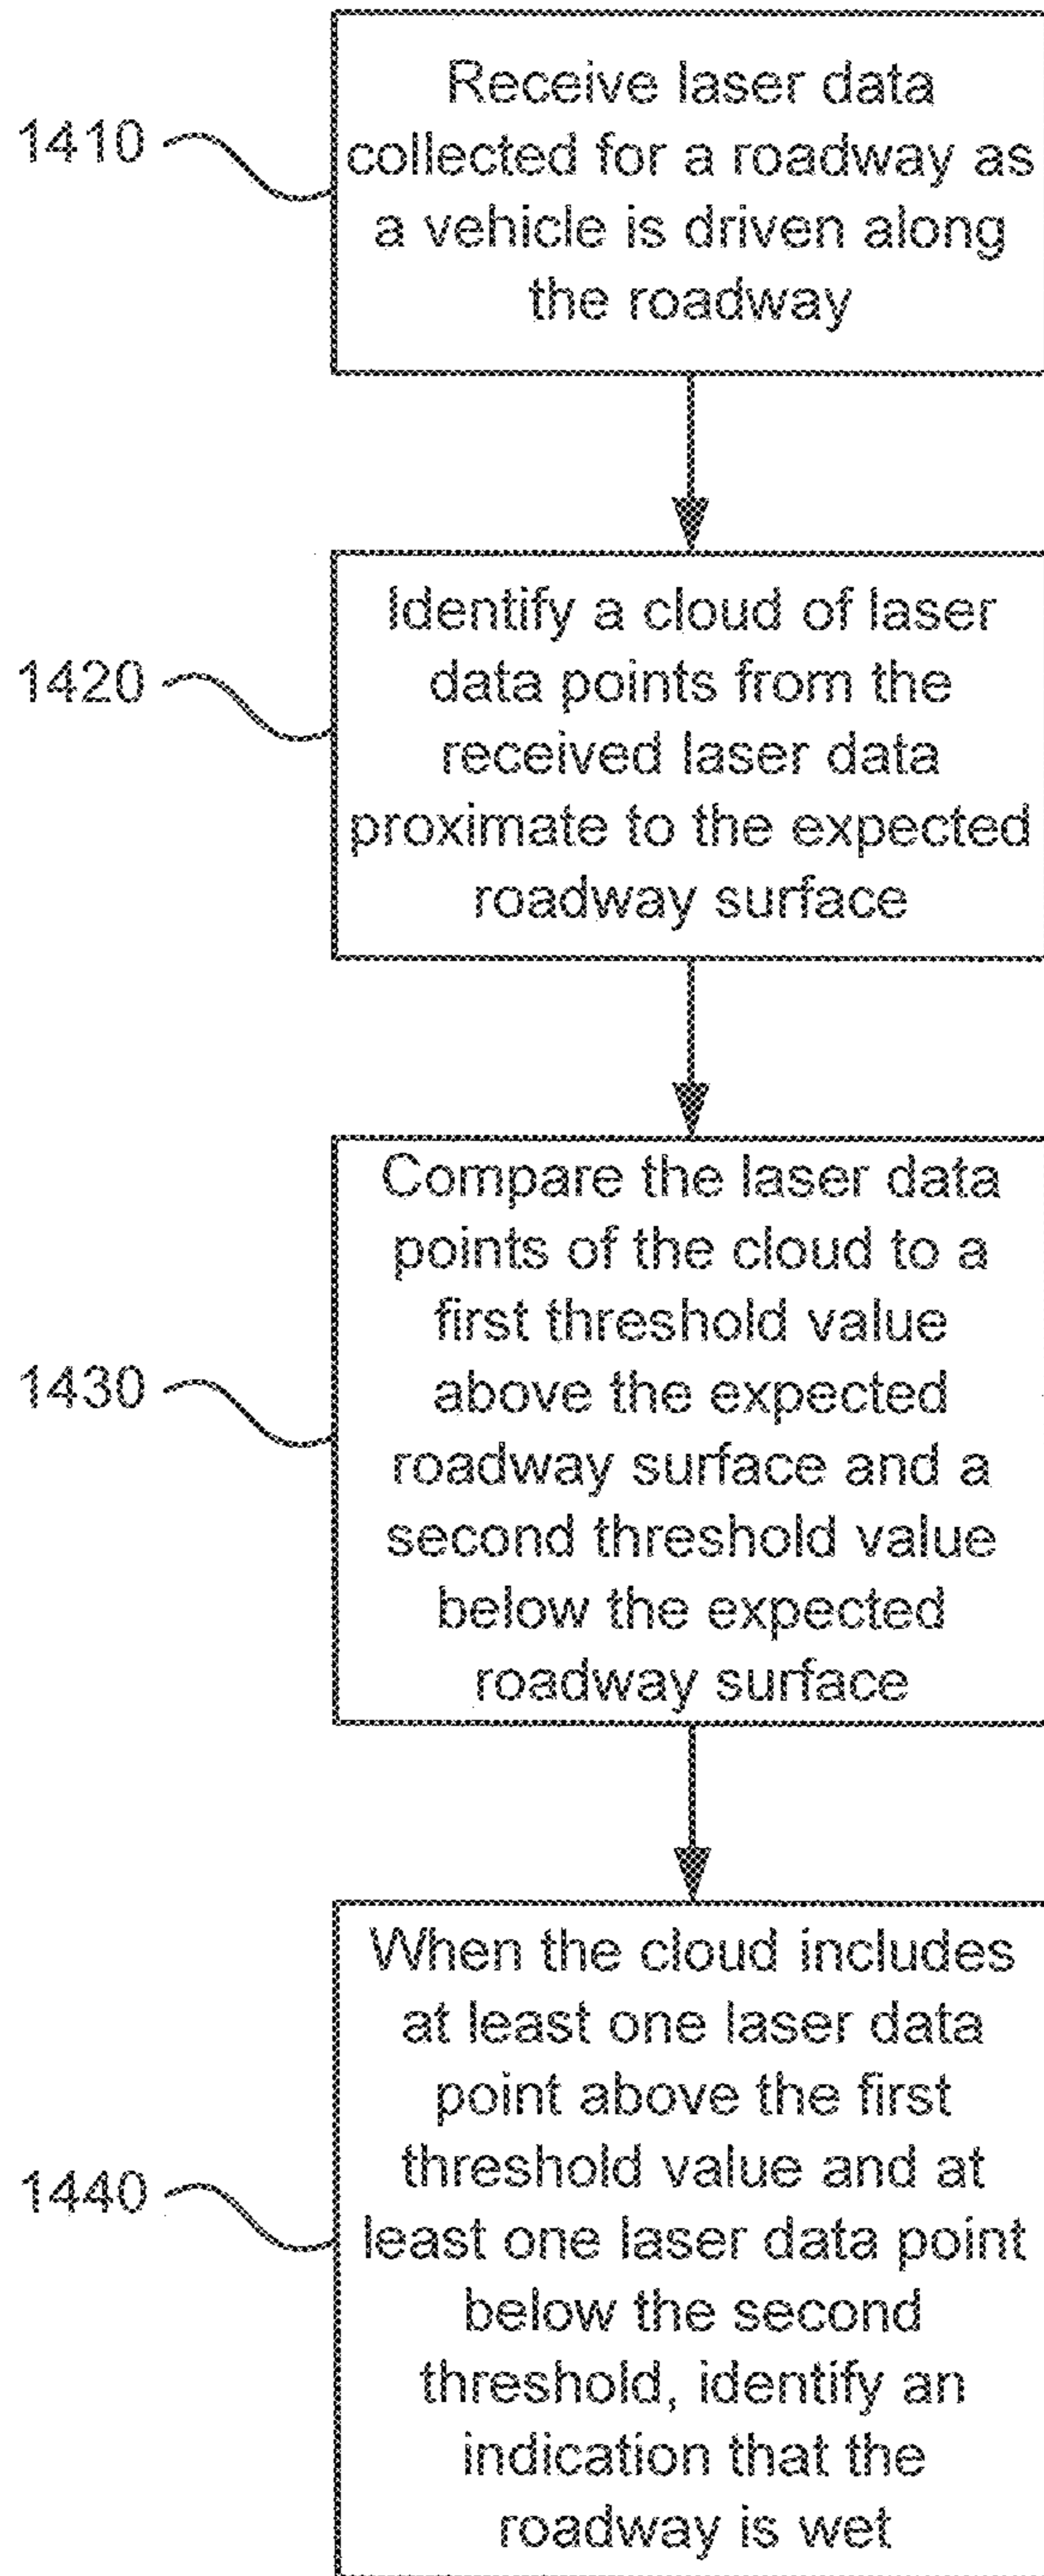 Receive laser data
1410
collected for a roadway as
a vehicle is driven along
the roadway
Identify a cloud of laser
1420
data points from the
received laser data
proximate to the expected
roadway surface
Compare the laser data
points of the cloud to a
first threshold value
1430
above the expected
roadway surface and a
second threshold value
below the expected
roadway surface
When the cloud includes
at least one laser data
point above the first
threshold value and at
1440
least one laser data point
below the second
threshold, identify an
indication that the
roadway is wet